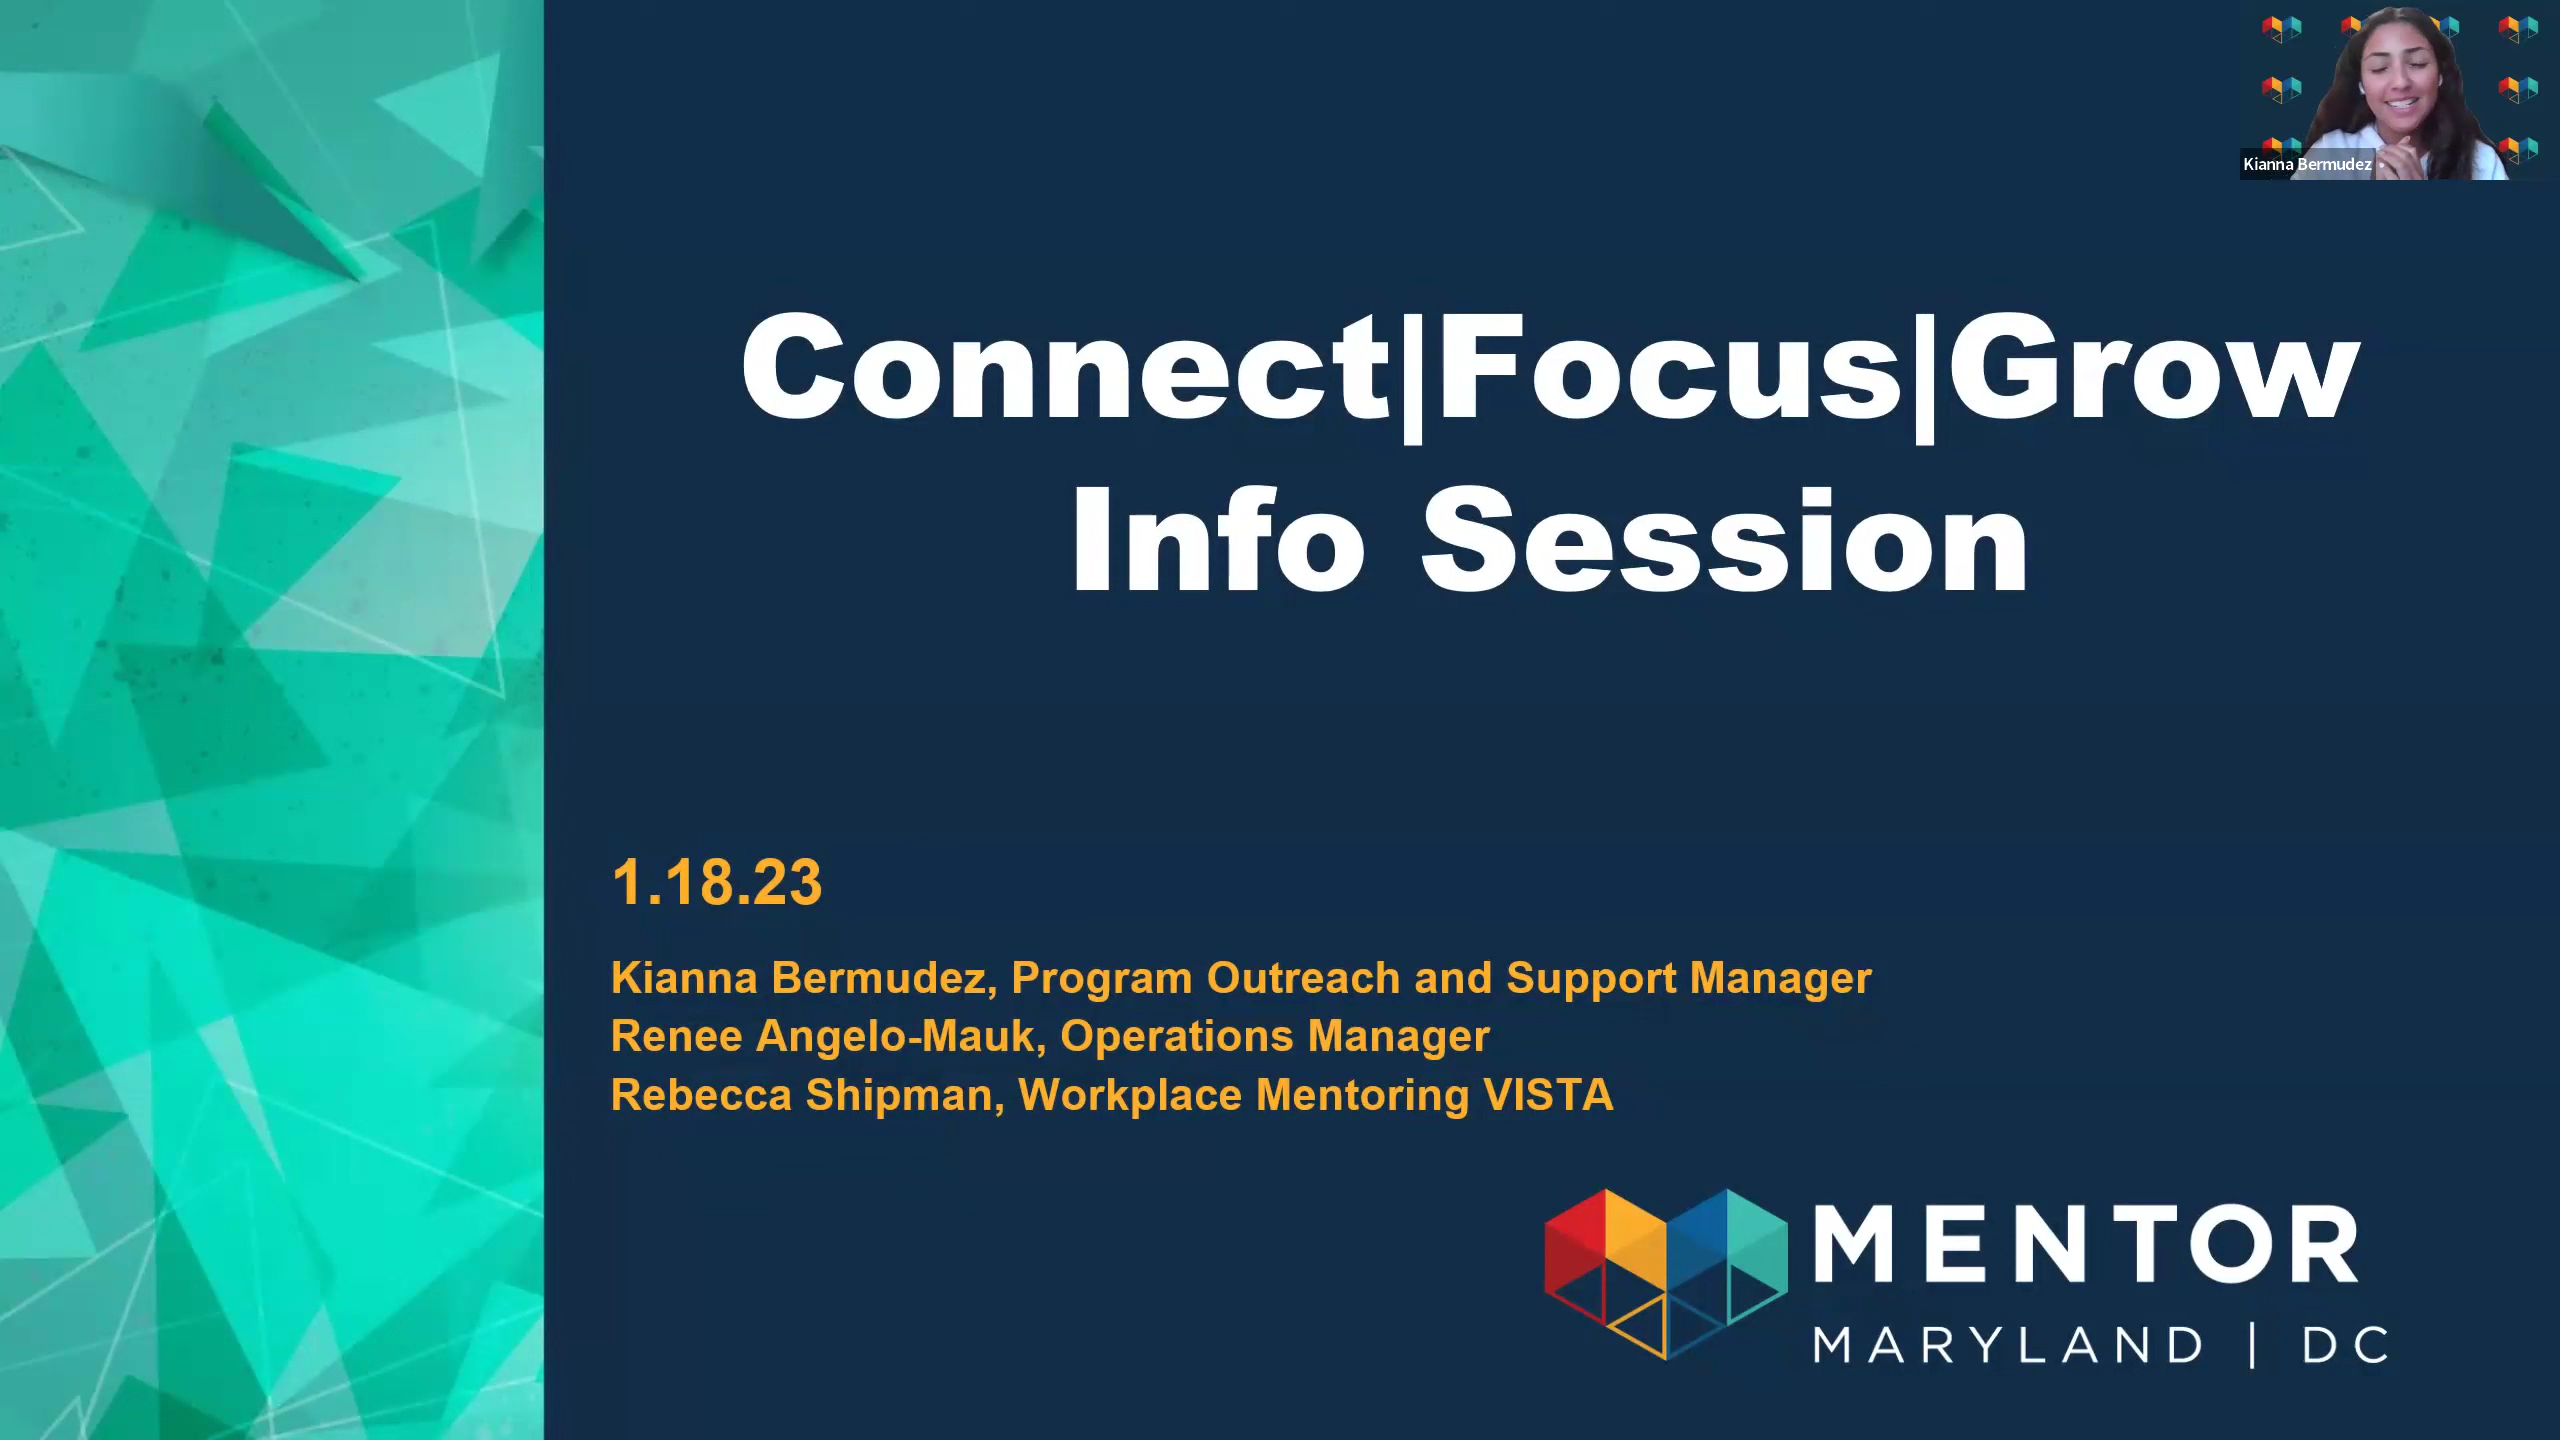 Kianna Bermudez
Connect|Focus|Grow
Info Session
1.18.23
Kianna Bermudez, Program Outreach and Support Manager
Renee Angelo-Mauk, Operations Manager
Rebecca Shipman, Workplace Mentoring VISTA
MENTOR
MARYLAND | DC